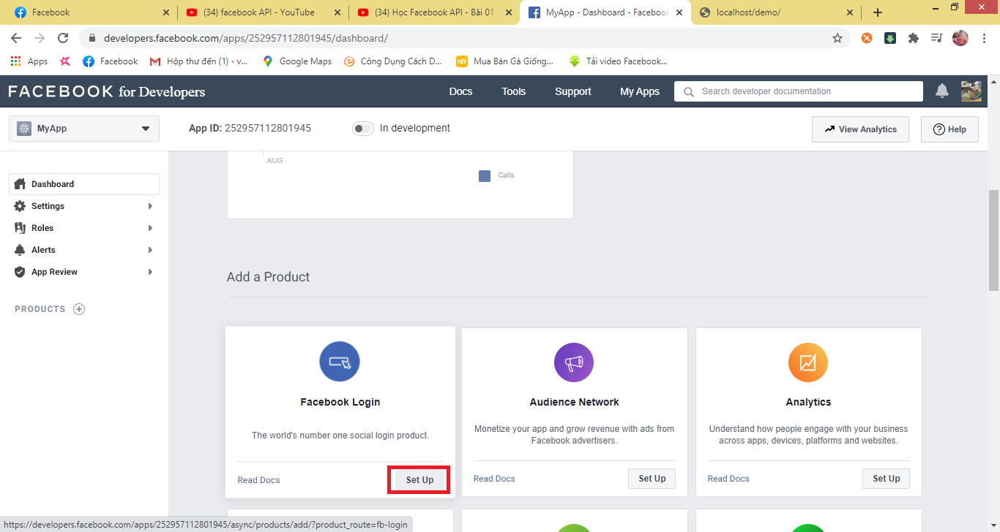 Facebook
(34) facebook API - YouTube
(34) Học Facebook API - Bài 01 -
MyApp - Dashboard - Facebook
localhost/demo/
developers.facebook.com/apps/252957112801945/dashboard/
Apps
Facebook
Hộp thư đến (1) - v...
Google Maps
Công Dụng Cách D...
TỐT
Mua Bán Gà Giống...
Tải video Facebook...
FACEBOOK for Developers
Docs
Tools
Support
My Apps
Search developer documentation
MyApp
App ID: 252957112801945
In development
View Analytics
Help
AUG
Calls
Dashboard
Settings
Roles
Alerts
App Review
PRODUCTS
Add a Product
Facebook Login
The world's number one social login product.
Read Docs
Set Up
Audience Network
Monetize your app and grow revenue with ads from
Facebook advertisers.
Read Docs
Set Up
Analytics
Understand how people engage with your business
across apps, devices, platforms and websites.
Read Docs
Set Up
https://developers.facebook.com/apps/252957112801945/async/products/add/?product_route=fb-login